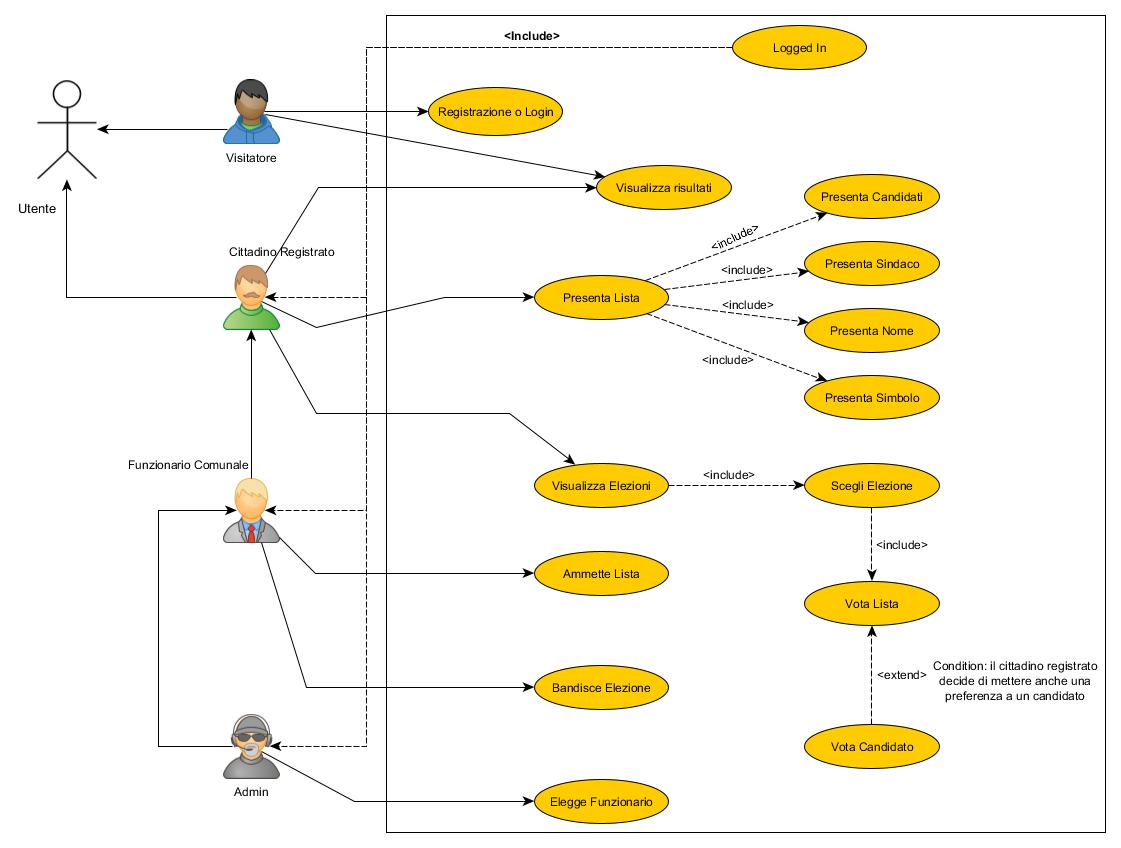 <Include>
Logged In
Registrazione o Login
Visitatore
Utente
Visualizza risultati
Presenta Candidati
<include>
Cittadino Registrato
Presenta Sindaco
<include>
Presenta Lista
<include>
Presenta Nome
<include>
Presenta Simbolo
Funzionario Comunale
Visualizza Elezioni
<include>
Scegli Elezione
<include>
Ammette Lista
Vota Lista
<extend>
Condition: il cittadino registrato
decide di mettere anche una
preferenza a un candidato
Bandisce Elezione
Vota Candidato
Admin
Elegge Funzionario